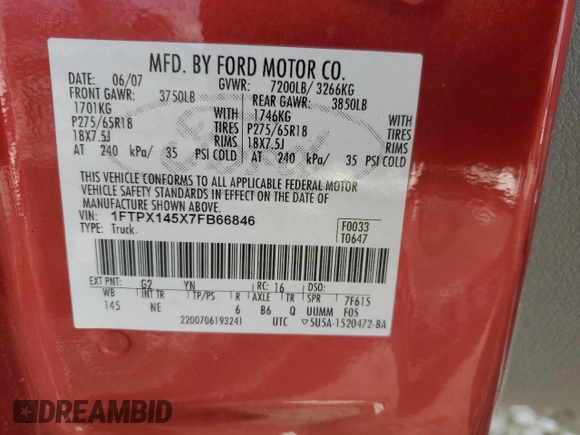 MFD. BY FORD MOTOR CO.
DATE: 06/07 GVWR: 7200LB/ 3266KG
FRONT GAWR: 3750LB REAR GAWR: 3850LB
1701KG WITH 1746KG WITH
P275/65R18 TIRES P275/65R18 TIRES
18X7.5J RIMS 18X7.5J RIMS
AT 240 kPa/ 35 PSI COLD AT 240 kPa/ 35 PSI COLD
THIS VEHICLE CONFORMS TO ALL APPLICABLE FEDERAL MOTOR
VEHICLE SAFETY STANDARDS IN EFFECT ON THE DATE OF
MANUFACTURE SHOWN ABOVE.
VIN: 1FTPX145X7FB66846 F0033
TYPE: Truck. T0647
EXT PNT: G2 YN RC: 16 DSO:
WB INT TR TP/PS R AXLE TR SPR 7F615
145 NE 6 B6 Q UUMM F05
220070619324I UTC 5U5A-1520472-BA
Ford
DREAMBID